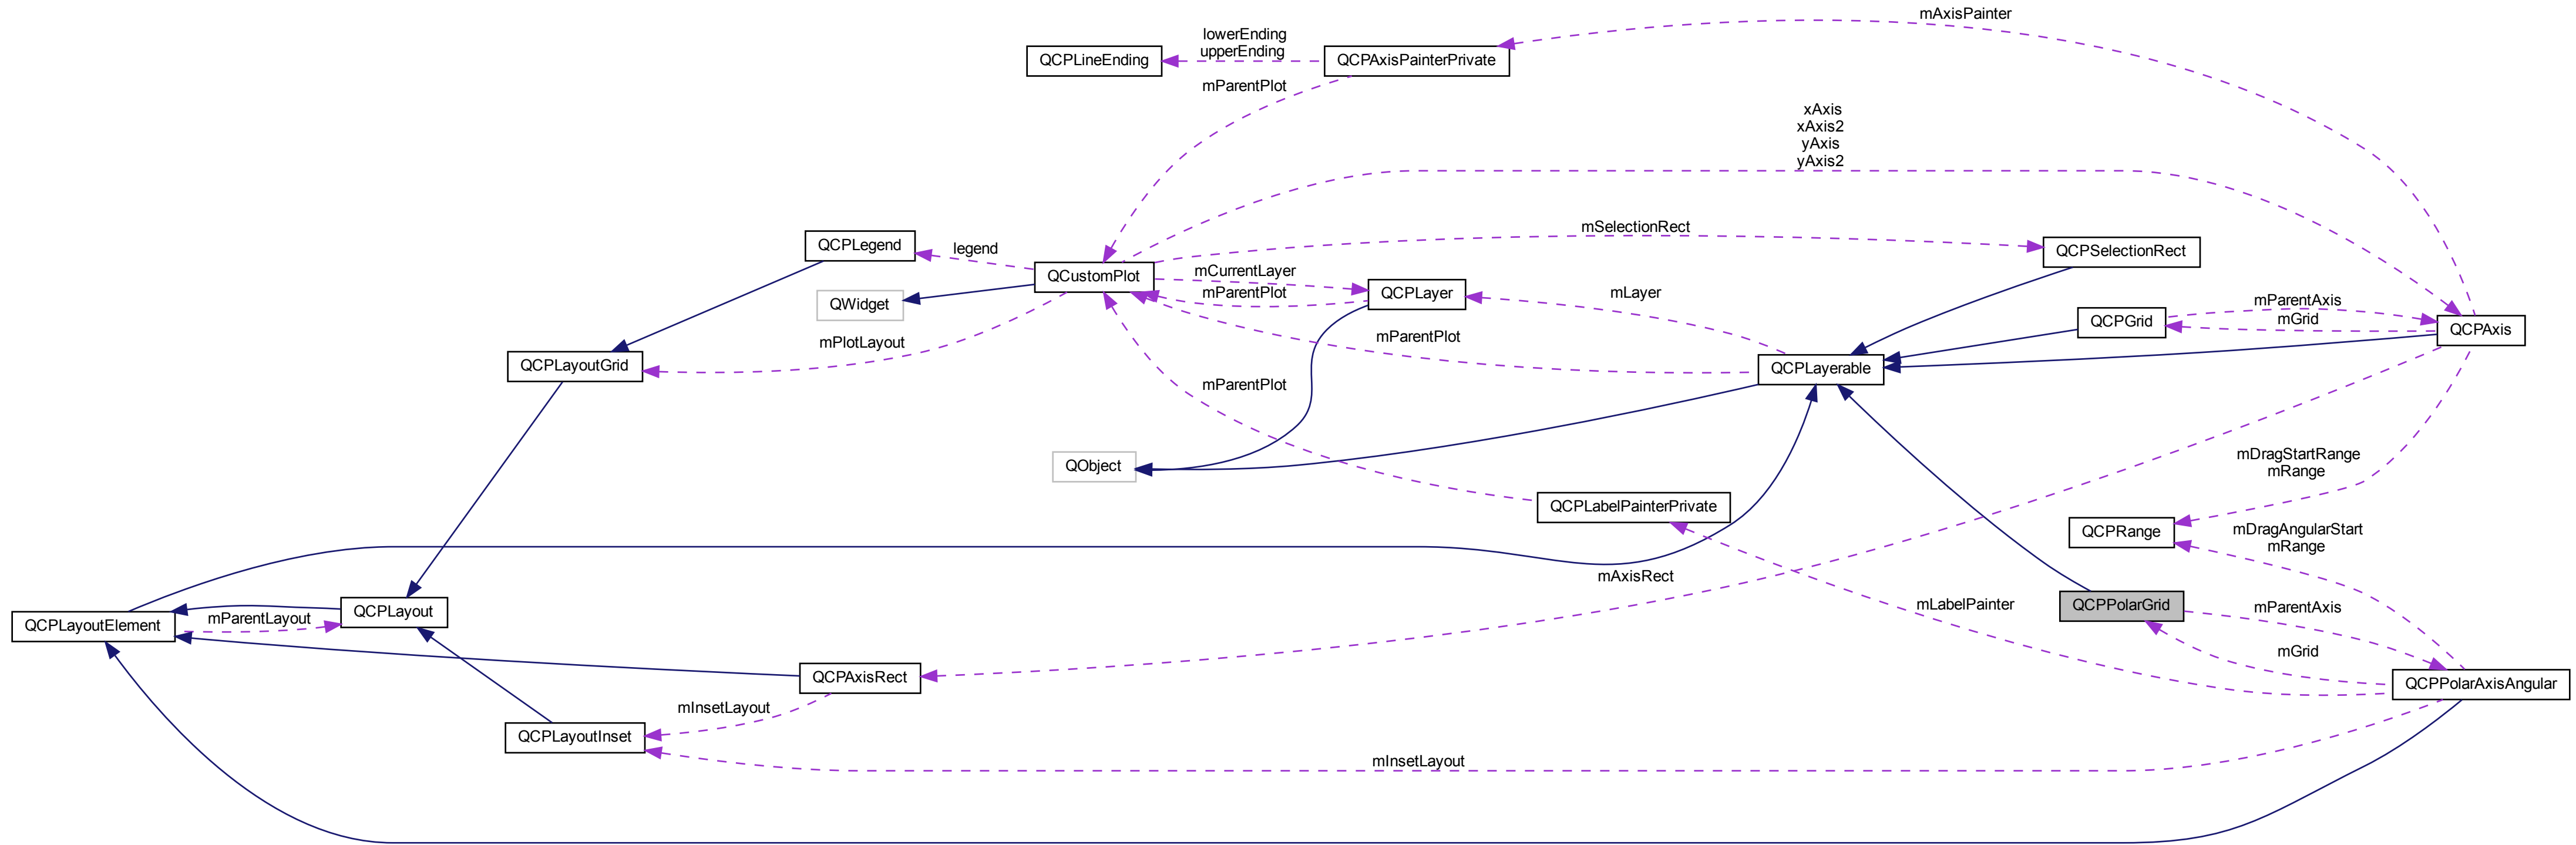 mAxisPainter
lowerEnding
upperEnding
QCPLineEnding
QCPAxisPainterPrivate
mParentPlot
xAxis
xAxis2
yAxis
yAxis2
mSelectionRect
QCPLegend
legend
QCPSelectionRect
QCustomPlot
mCurrentLayer
mParentPlot
QCPLayer
mLayer
QWidget
mParentAxis
mGrid
QCPGrid
QCPAxis
mPlotLayout
mParentPlot
QCPLayoutGrid
QCPLayerable
mParentPlot
QObject
mDragStartRange
mRange
QCPLabelPainterPrivate
QCPRange
mDragAngularStart
mRange
mAxisRect
QCPLayout
QCPLayoutElement
mParentLayout
mLabelPainter
QCPPolarGrid
mParentAxis
mGrid
QCPAxisRect
QCPPolarAxisAngular
mInsetLayout
QCPLayoutInset
mInsetLayout